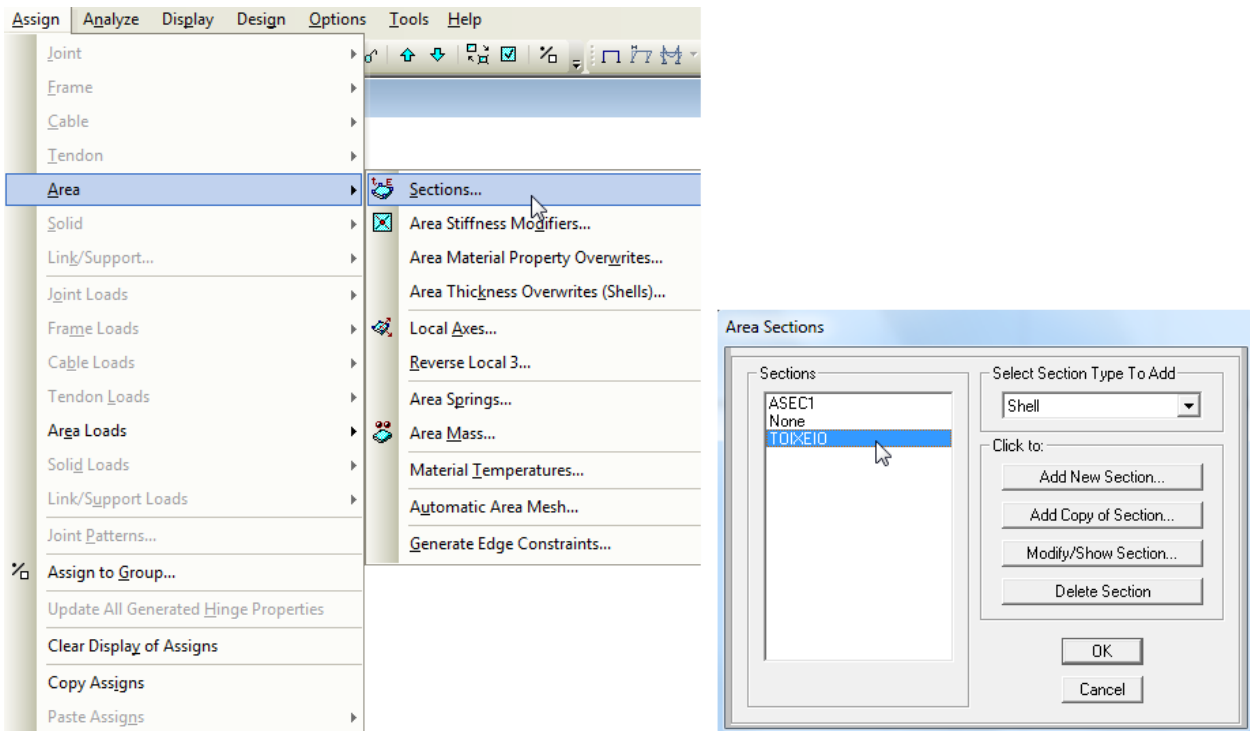 Assign Analyze Display Design Options Tools Help
Joint
Frame
Cable
Tendon
Area
Solid
Link/Support...
Joint Loads
Frame Loads
Cable Loads
Tendon Loads
Area Loads
Solid Loads
Link/Support Loads
Joint Patterns...
Assign to Group...
Update All Generated Hinge Properties
Clear Display of Assigns
Copy Assigns
Paste Assigns
Sections...
Area Stiffness Modifiers...
Area Material Property Overwrites...
Area Thickness Overwrites (Shells)...
Local Axes...
Reverse Local 3...
Area Springs...
Area Mass...
Material Temperatures...
Automatic Area Mesh...
Generate Edge Constraints...
Area Sections
Sections
ASEC1
None
TOIXEIO
Select Section Type To Add
Shell
Click to:
Add New Section...
Add Copy of Section...
Modify/Show Section...
Delete Section
OK
Cancel